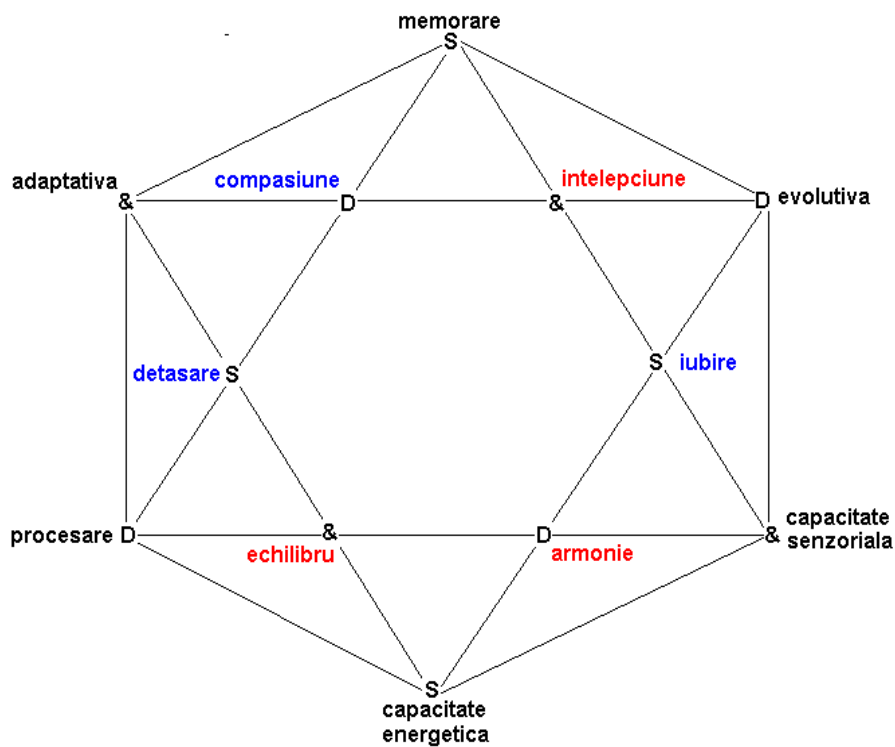 memorare
S
adaptativa
compasiune
intelepciune
& D & D evolutiva
detasare S
S iubire
procesare D & D &
capacitate
senzoriala
echilibru
armonie
S
capacitate
energetica